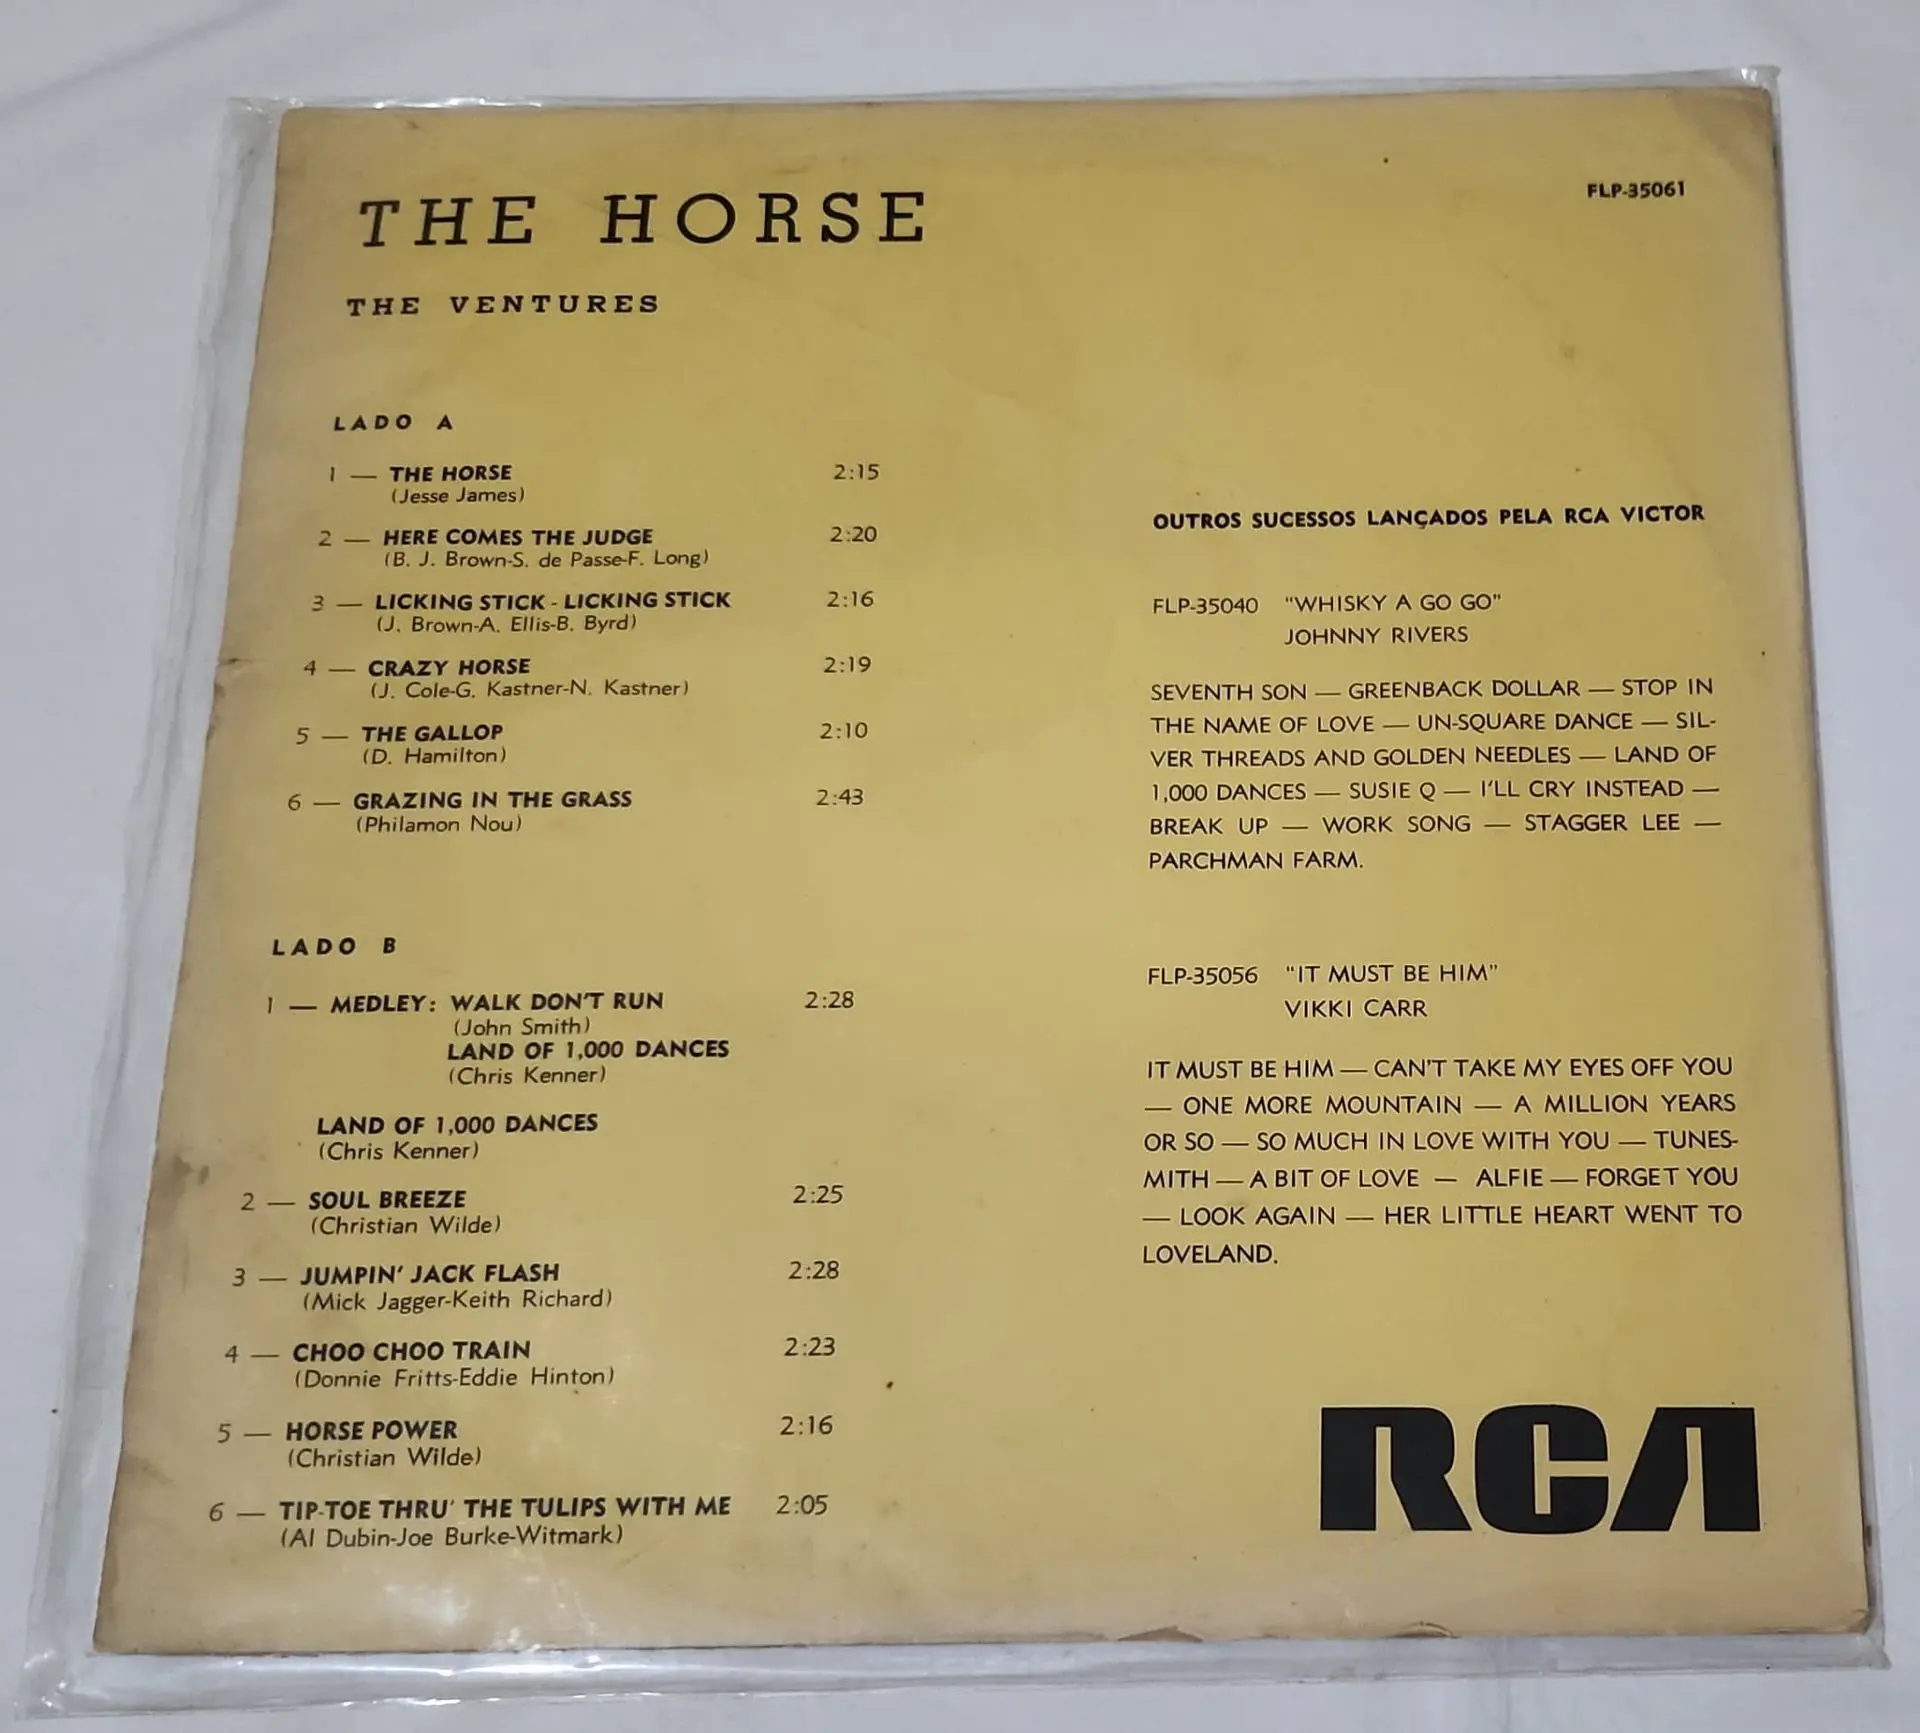 THE HORSE
FLP-35061
THE VENTURES
LADO A
1 — THE HORSE 2:15
(Jesse James)
2 — HERE COMES THE JUDGE 2:20
(B. J. Brown-S. de Passe-F. Long)
3 — LICKING STICK - LICKING STICK 2:16
(J. Brown-A. Ellis-B. Byrd)
4 — CRAZY HORSE 2:19
(J. Cole-G. Kastner-N. Kastner)
5 — THE GALLOP 2:10
(D. Hamilton)
6 — GRAZING IN THE GRASS 2:43
(Philamon Nou)
LADO B
1 — MEDLEY: WALK DON'T RUN 2:28
(John Smith)
LAND OF 1,000 DANCES
(Chris Kenner)
LAND OF 1,000 DANCES
(Chris Kenner)
2 — SOUL BREEZE 2:25
(Christian Wilde)
3 — JUMPIN' JACK FLASH 2:28
(Mick Jagger-Keith Richard)
4 — CHOO CHOO TRAIN 2:23
(Donnie Fritts-Eddie Hinton)
5 — HORSE POWER 2:16
(Christian Wilde)
6 — TIP-TOE THRU' THE TULIPS WITH ME 2:05
(Al Dubin-Joe Burke-Witmark)
OUTROS SUCESSOS LANÇADOS PELA RCA VICTOR
FLP-35040 "WHISKY A GO GO"
JOHNNY RIVERS
SEVENTH SON — GREENBACK DOLLAR — STOP IN
THE NAME OF LOVE — UN-SQUARE DANCE — SIL-
VER THREADS AND GOLDEN NEEDLES — LAND OF
1,000 DANCES — SUSIE Q — I'LL CRY INSTEAD —
BREAK UP — WORK SONG — STAGGER LEE —
PARCHMAN FARM.
FLP-35056 "IT MUST BE HIM"
VIKKI CARR
IT MUST BE HIM — CAN'T TAKE MY EYES OFF YOU
— ONE MORE MOUNTAIN — A MILLION YEARS
OR SO — SO MUCH IN LOVE WITH YOU — TUNES-
MITH — A BIT OF LOVE — ALFIE — FORGET YOU
— LOOK AGAIN — HER LITTLE HEART WENT TO
LOVELAND.
RCA